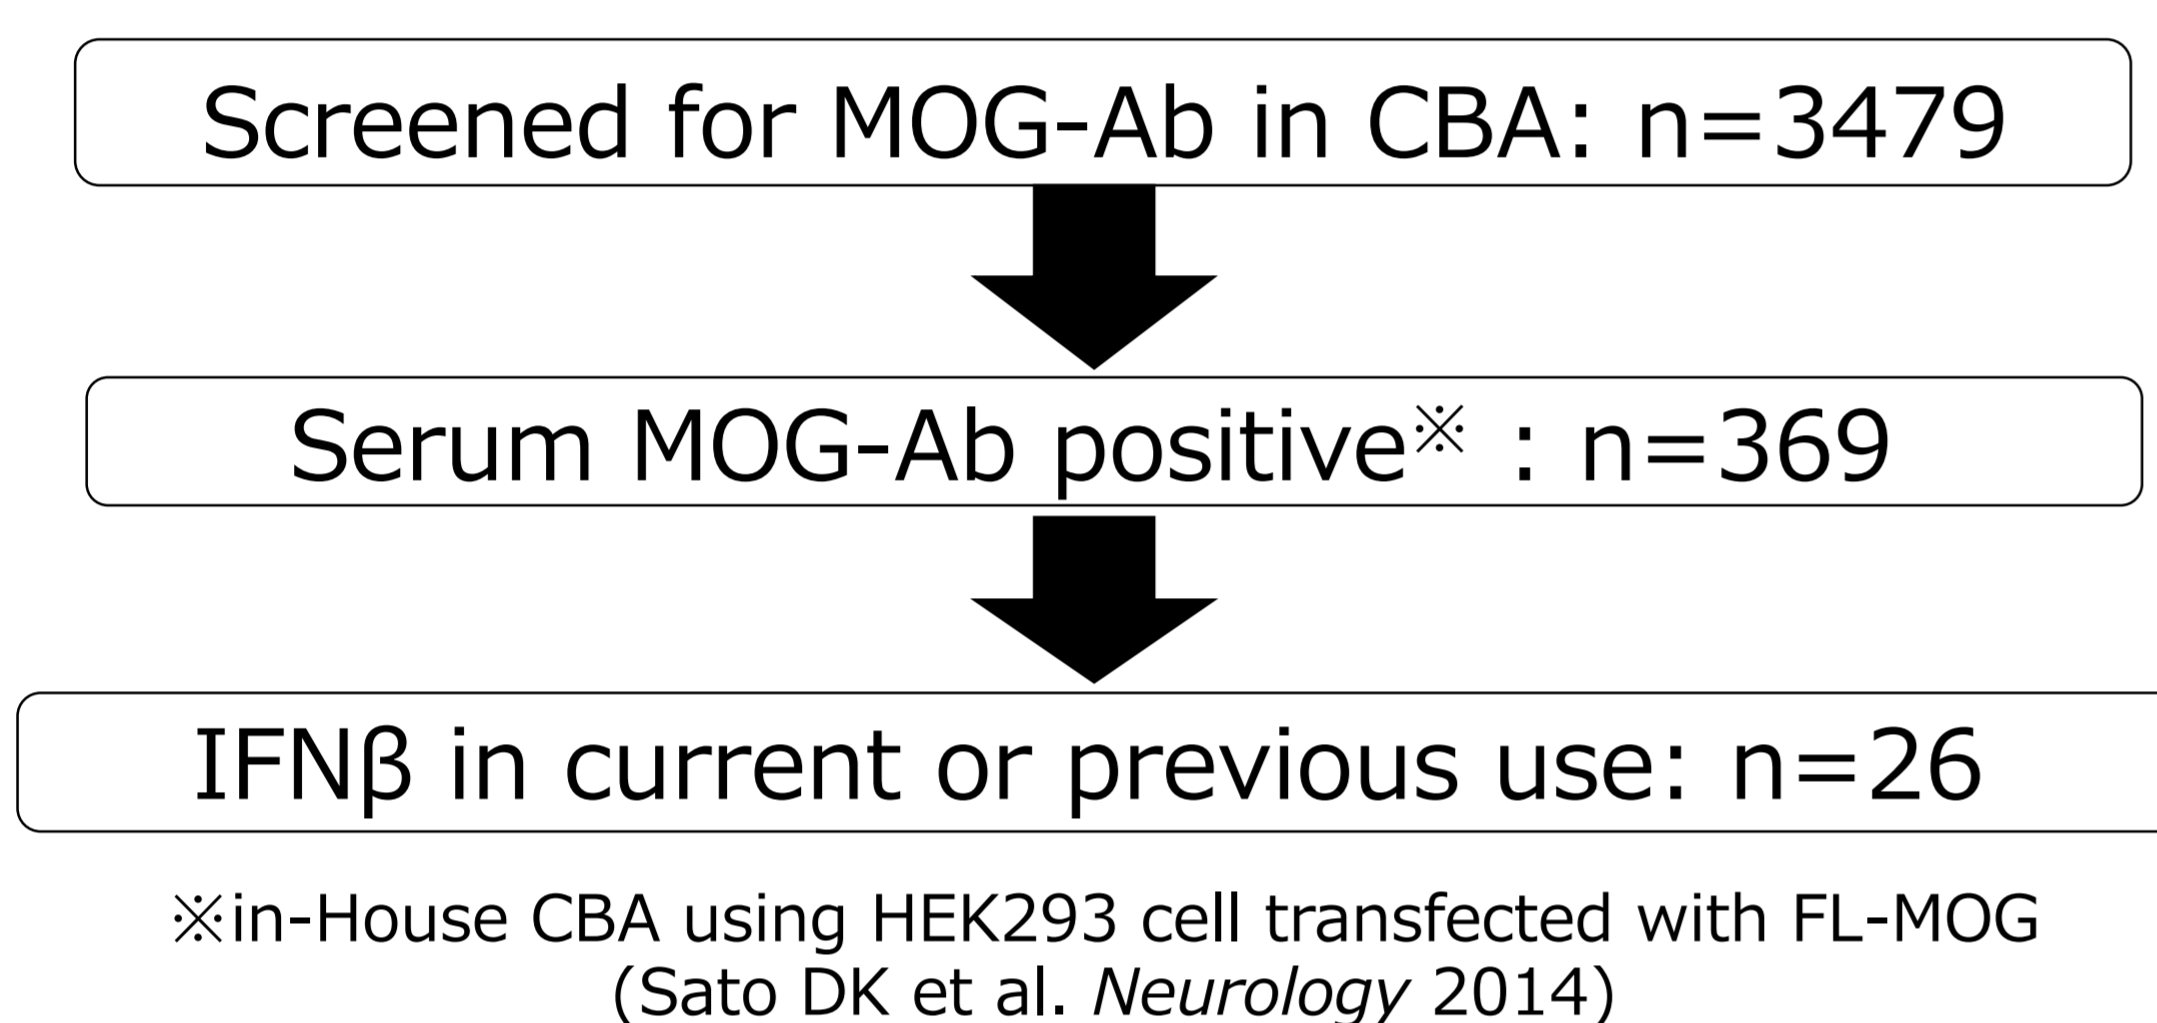 Screened for MOG-Ab in CBA: n=3479
Serum MOG-Ab positive※ : n=369
IFNβ in current or previous use: n=26
※in-House CBA using HEK293 cell transfected with FL-MOG
(Sato DK et al. Neurology 2014)